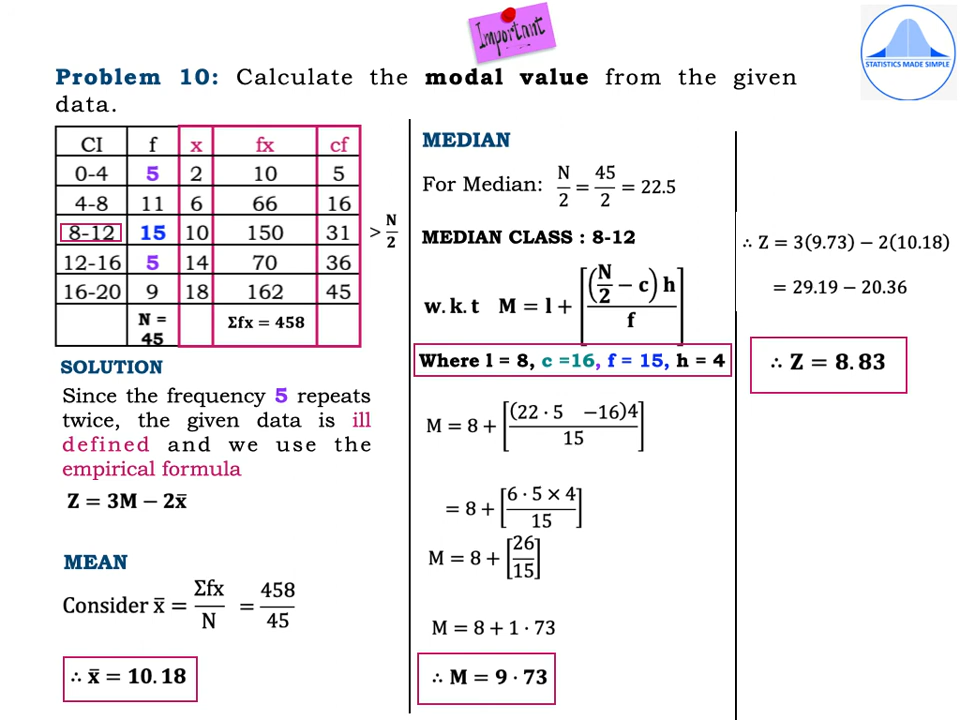 Important
STATISTICS MADE SIMPLE
Problem 10: Calculate the modal value from the given
data.
CI f x fx cf
0-4 5 2 10 5
4-8 11 6 66 16
8-12 15 10 150 31 > N/2
12-16 5 14 70 36
16-20 9 18 162 45
N = 45 Σfx = 458
SOLUTION
Since the frequency 5 repeats
twice, the given data is ill
defined and we use the
empirical formula
Z = 3M − 2x̄
MEAN
Consider x̄ = Σfx/N = 458/45
∴ x̄ = 10.18
MEDIAN
For Median: N/2 = 45/2 = 22.5
MEDIAN CLASS : 8-12
w.k.t M = l + [(N/2 − c) h / f]
Where l = 8, c =16, f = 15, h = 4
M = 8 + [(22·5 −16)4 / 15]
= 8 + [6·5 × 4 / 15]
M = 8 + [26/15]
M = 8 + 1·73
∴ M = 9·73
∴ Z = 3(9.73) − 2(10.18)
= 29.19 − 20.36
∴ Z = 8.83